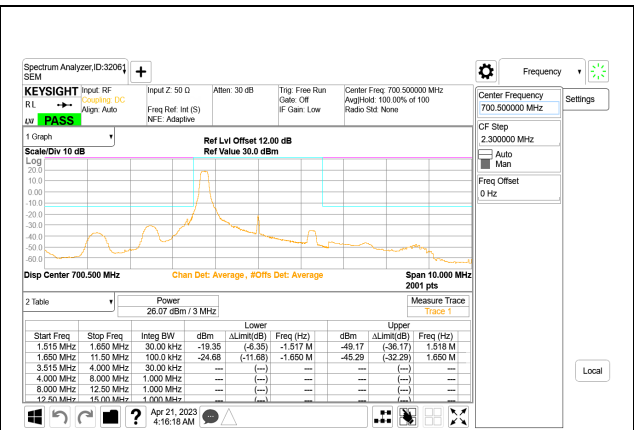 Spectrum Analyzer,ID:32061
SEM
+
Frequency
KEYSIGHT
RL
LXI
PASS
Input: RF
Coupling: DC
Align: Auto
Input Z: 50 Ω
Freq Ref: Int (S)
NFE: Adaptive
Atten: 30 dB
Trig: Free Run
Gate: Off
IF Gain: Low
Center Freq: 700.500000 MHz
Avg|Hold: 100.00% of 100
Radio Std: None
Center Frequency
700.500000 MHz
Settings
CF Step
2.300000 MHz
Auto
Man
Freq Offset
0 Hz
Local
1 Graph
Scale/Div 10 dB
Ref Lvl Offset 12.00 dB
Ref Value 30.0 dBm
Log
20.0
10.0
0.00
-10.0
-20.0
-30.0
-40.0
-50.0
-60.0
Disp Center 700.500 MHz
Chan Det: Average , #Offs Det: Average
Span 10.000 MHz
2001 pts
2 Table
Power
26.07 dBm / 3 MHz
Measure Trace
Trace 1
Lower Upper
Start Freq Stop Freq Integ BW dBm ΔLimit(dB) Freq (Hz) dBm ΔLimit(dB) Freq (Hz)
1.515 MHz 1.650 MHz 30.00 kHz -19.35 (-6.35) -1.517 M -49.17 (-36.17) 1.518 M
1.650 MHz 11.50 MHz 100.0 kHz -24.68 (-11.68) -1.650 M -45.29 (-32.29) 1.650 M
3.515 MHz 4.000 MHz 30.00 kHz --- (---) --- --- (---) ---
4.000 MHz 8.000 MHz 1.000 MHz --- (---) --- --- (---) ---
8.000 MHz 12.50 MHz 1.000 MHz --- (---) --- --- (---) ---
12.50 MHz 15.00 MHz 1.000 MHz --- (---) --- --- (---) ---
?
Apr 21, 2023
4:16:18 AM